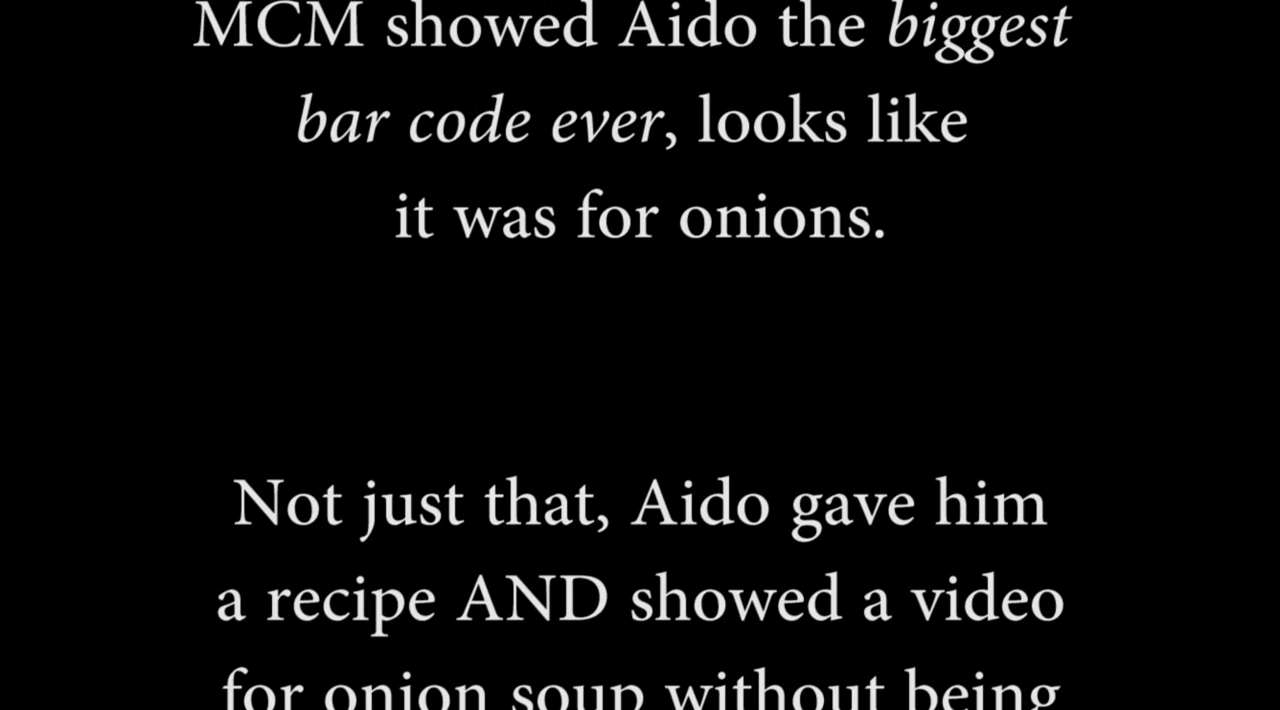 MCM showed Aido the biggest
bar code ever, looks like
it was for onions.
Not just that, Aido gave him
a recipe AND showed a video
for onion soup without being